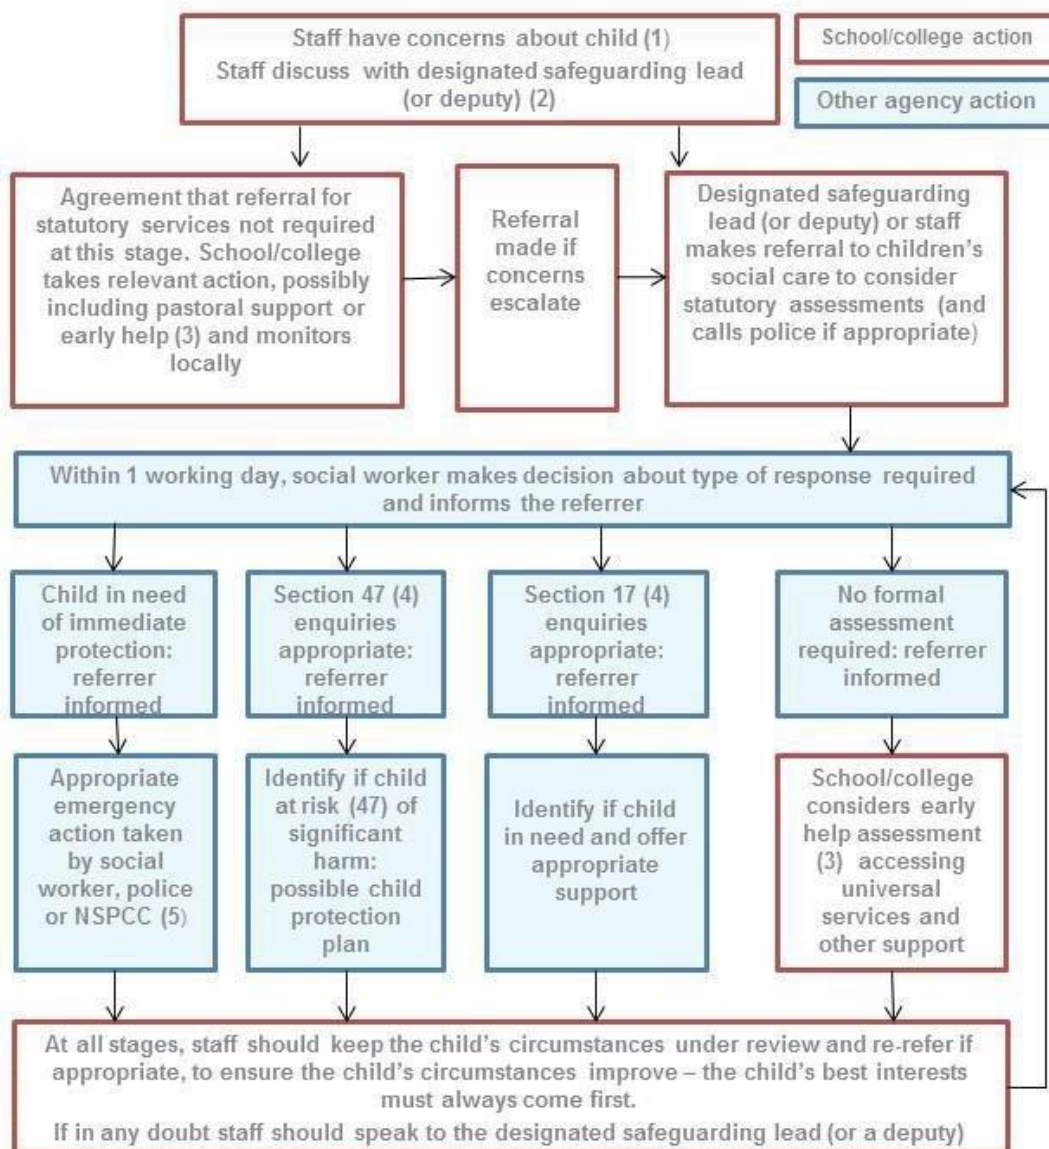 Staff have concerns about child (1)
Staff discuss with designated safeguarding lead
(or deputy) (2)
School/college action
Other agency action
Agreement that referral for
statutory services not required
at this stage. School/college
takes relevant action, possibly
including pastoral support or
early help (3) and monitors
locally
Referral
made if
concerns
escalate
Designated safeguarding
lead (or deputy) or staff
makes referral to children's
social care to consider
statutory assessments (and
calls police if appropriate)
Within 1 working day, social worker makes decision about type of response required
and informs the referrer
Child in need
of immediate
protection:
referrer
informed
Section 47 (4)
enquiries
appropriate:
referrer
informed
Section 17 (4)
enquiries
appropriate:
referrer
informed
No formal
assessment
required: referrer
informed
Appropriate
emergency
action taken
by social
worker, police
or NSPCC (5)
Identify if child
at risk (47) of
significant
harm:
possible child
protection
plan
Identify if child
in need and offer
appropriate
support
School/college
considers early
help assessment
(3) accessing
universal
services and
other support
At all stages, staff should keep the child's circumstances under review and re-refer if
appropriate, to ensure the child's circumstances improve – the child's best interests
must always come first.
If in any doubt staff should speak to the designated safeguarding lead (or a deputy)